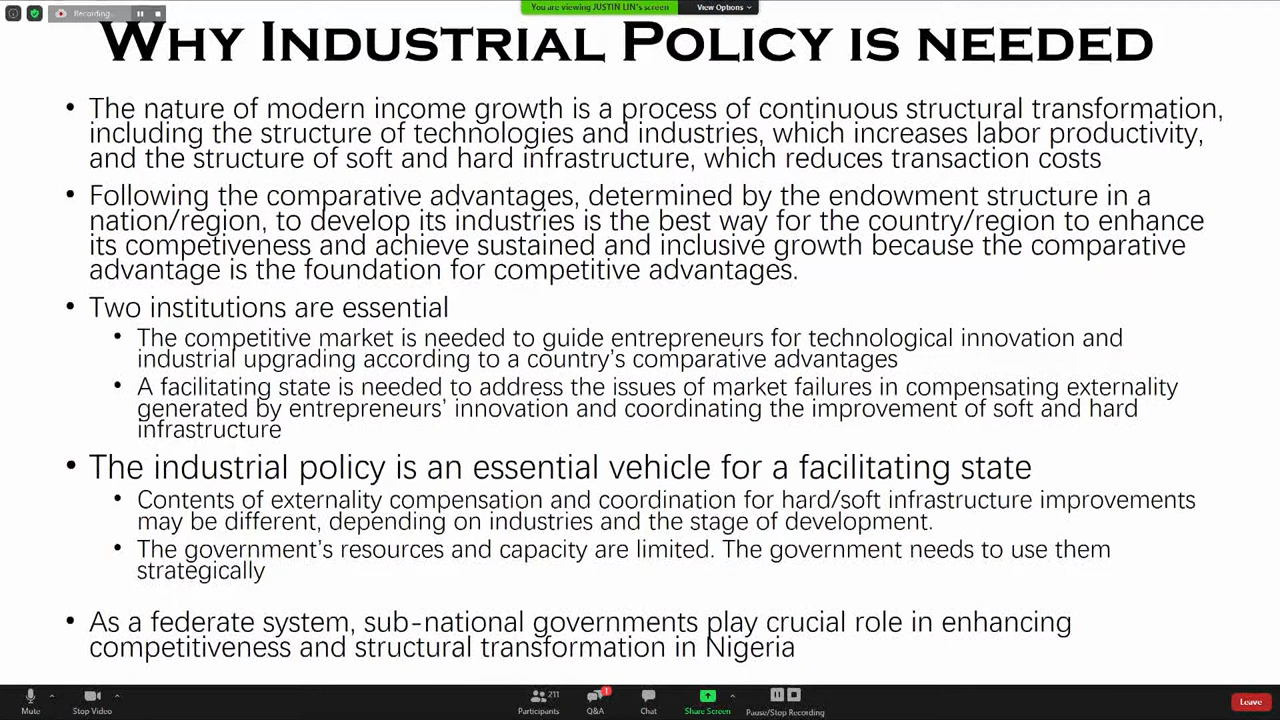 Recording...
You are viewing JUSTIN LIN's screen
View Options
WHY INDUSTRIAL POLICY IS NEEDED
• The nature of modern income growth is a process of continuous structural transformation,
including the structure of technologies and industries, which increases labor productivity,
and the structure of soft and hard infrastructure, which reduces transaction costs
• Following the comparative advantages, determined by the endowment structure in a
nation/region, to develop its industries is the best way for the country/region to enhance
its competiveness and achieve sustained and inclusive growth because the comparative
advantage is the foundation for competitive advantages.
• Two institutions are essential
• The competitive market is needed to guide entrepreneurs for technological innovation and
industrial upgrading according to a country's comparative advantages
• A facilitating state is needed to address the issues of market failures in compensating externality
generated by entrepreneurs' innovation and coordinating the improvement of soft and hard
infrastructure
• The industrial policy is an essential vehicle for a facilitating state
• Contents of externality compensation and coordination for hard/soft infrastructure improvements
may be different, depending on industries and the stage of development.
• The government's resources and capacity are limited. The government needs to use them
strategically
• As a federate system, sub-national governments play crucial role in enhancing
competitiveness and structural transformation in Nigeria
Mute
Stop Video
211
Participants
1
Q&A
Chat
Share Screen
Pause/Stop Recording
Leave